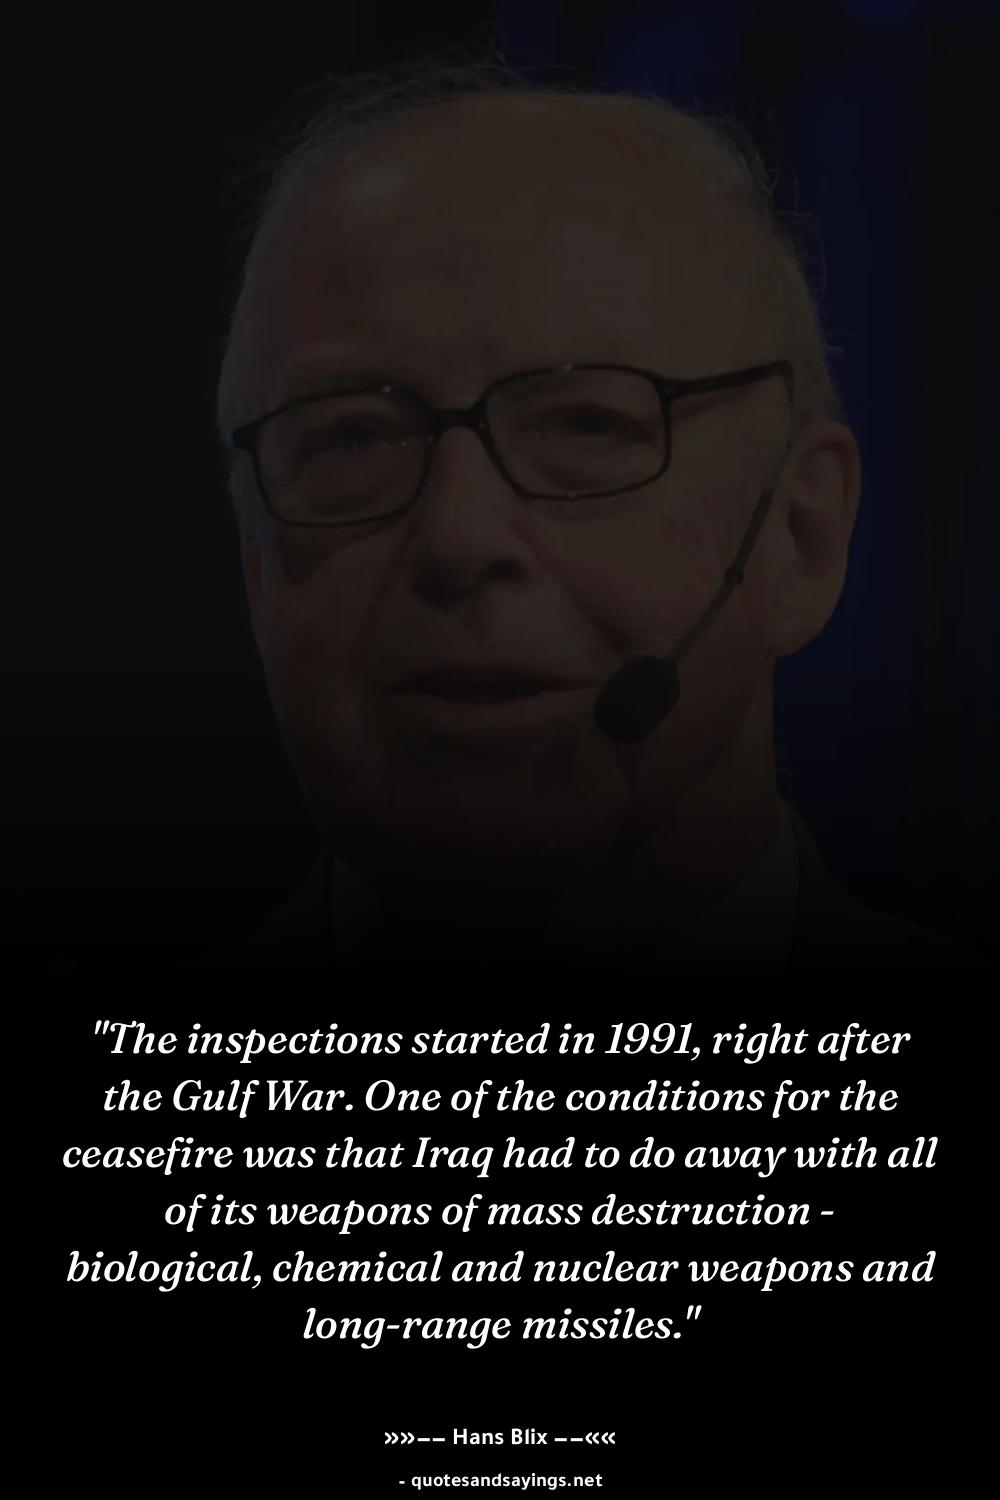 "The inspections started in 1991, right after
the Gulf War. One of the conditions for the
ceasefire was that Iraq had to do away with all
of its weapons of mass destruction -
biological, chemical and nuclear weapons and
long-range missiles."
»»–– Hans Blix ––««
- quotesandsayings.net